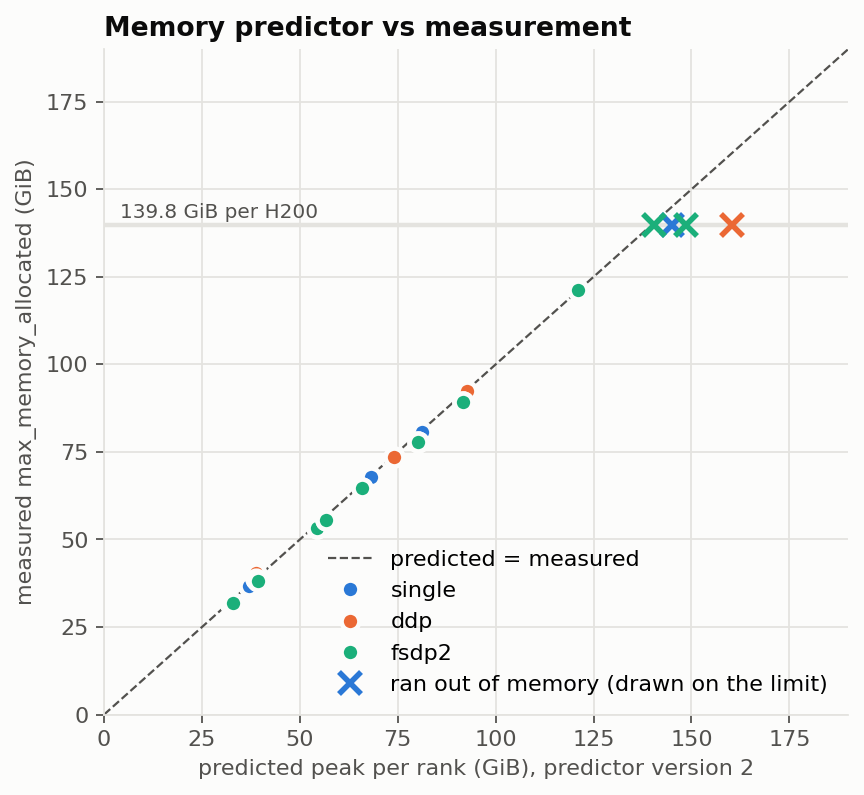 Memory predictor vs measurement
measured max_memory_allocated (GiB)
175
150
125
100
75
50
25
0
139.8 GiB per H200
predicted = measured
single
ddp
fsdp2
ran out of memory (drawn on the limit)
0 25 50 75 100 125 150 175
predicted peak per rank (GiB), predictor version 2